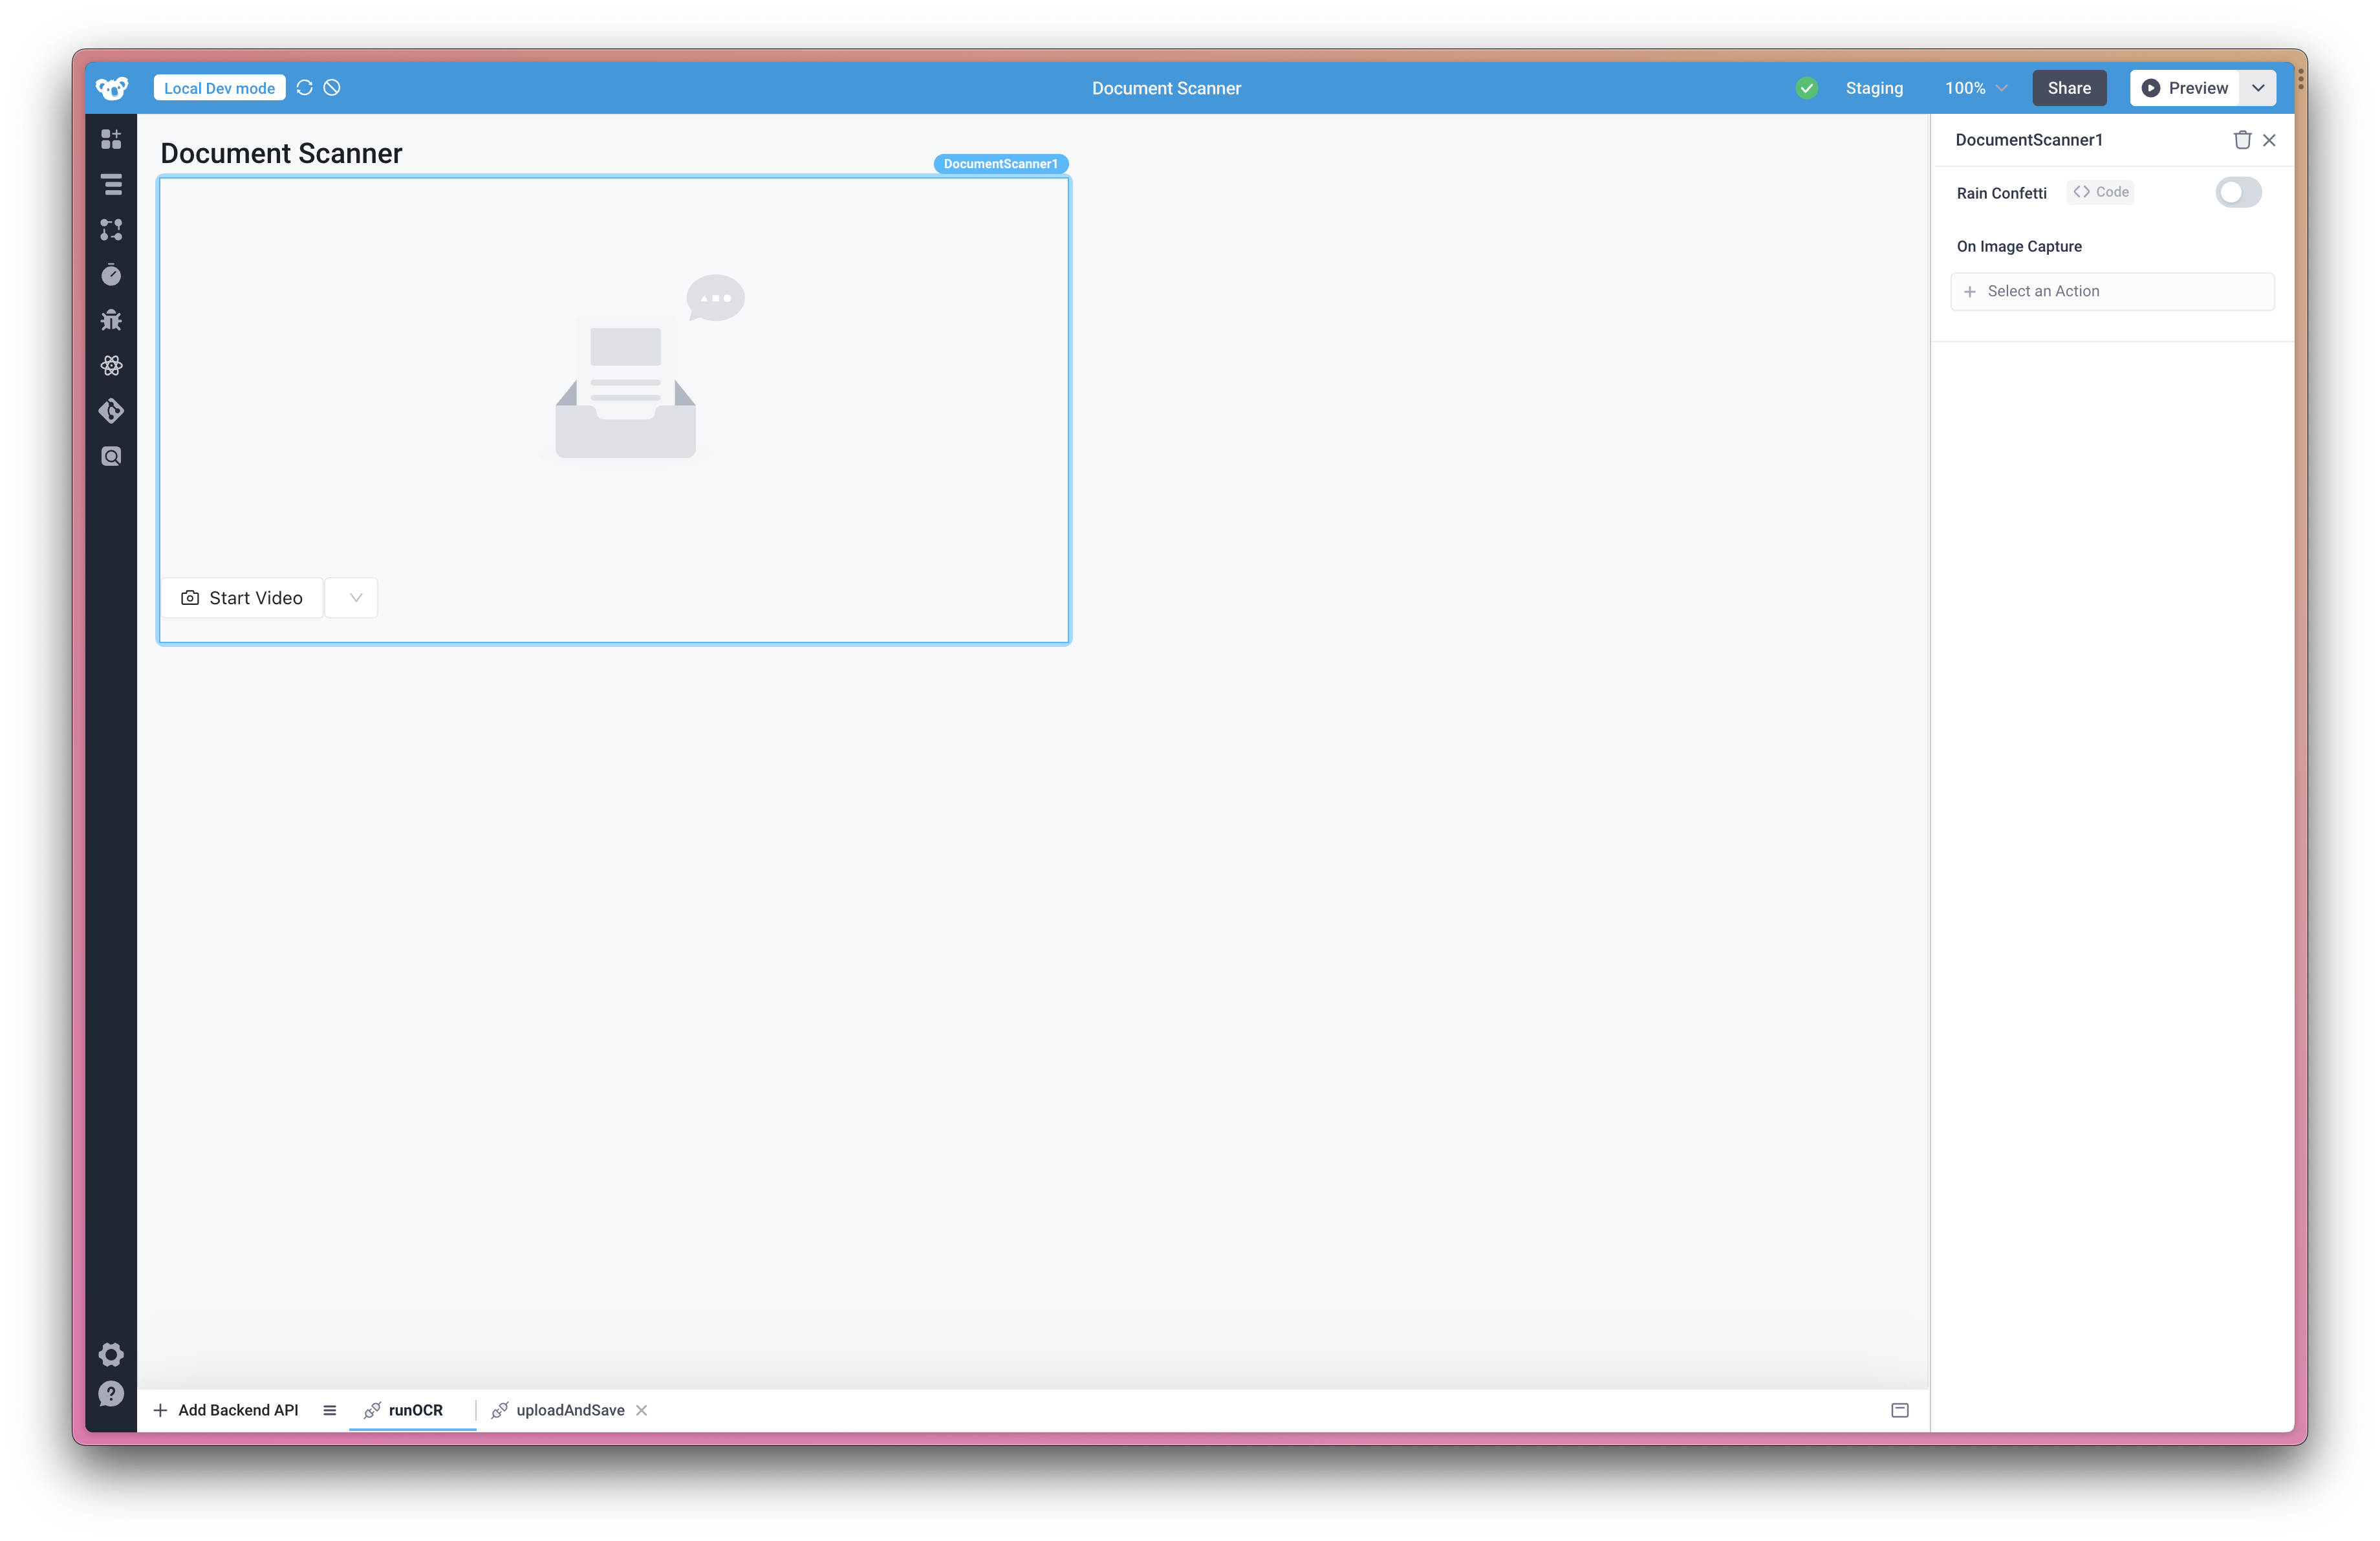 Local Dev mode
Document Scanner
Staging
100%
Share
Preview
Document Scanner
DocumentScanner1
Start Video
DocumentScanner1
Rain Confetti
<> Code
On Image Capture
+ Select an Action
+ Add Backend API
runOCR
uploadAndSave